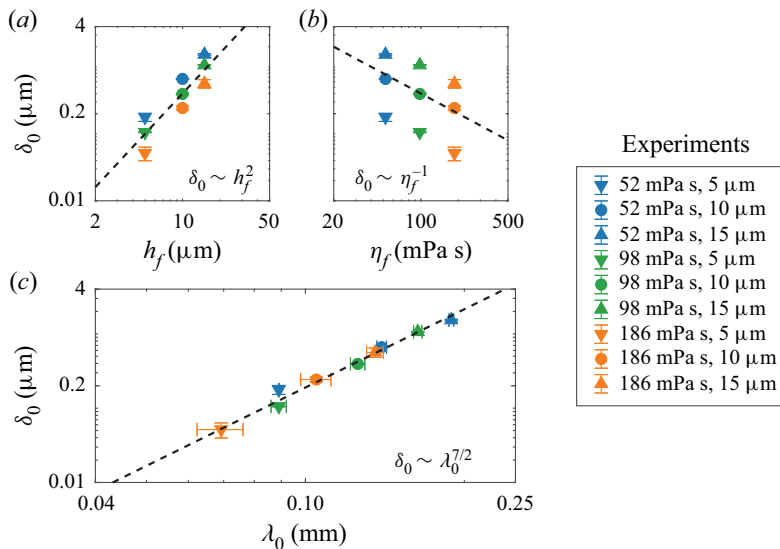 (a)
4
0.2
0.01
δ₀ (μm)
δ₀ ~ h_f²
2
10
50
h_f (μm)
(b)
δ₀ ~ η_f⁻¹
20
100
500
η_f (mPa s)
(c)
4
0.2
0.01
δ₀ (μm)
δ₀ ~ λ₀^{7/2}
0.04
0.10
0.25
λ₀ (mm)
Experiments
52 mPa s, 5 μm
52 mPa s, 10 μm
52 mPa s, 15 μm
98 mPa s, 5 μm
98 mPa s, 10 μm
98 mPa s, 15 μm
186 mPa s, 5 μm
186 mPa s, 10 μm
186 mPa s, 15 μm